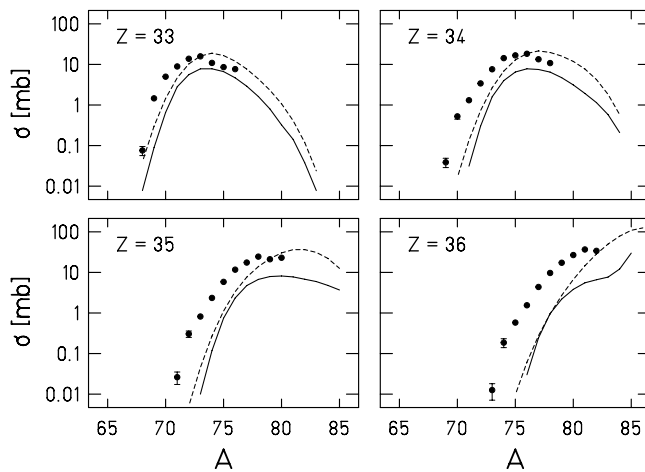 Z = 33
Z = 34
σ [mb]
100
10
1
0.1
0.01
Z = 35
Z = 36
σ [mb]
100
10
1
0.1
0.01
65
70
75
80
85
65
70
75
80
85
A
A